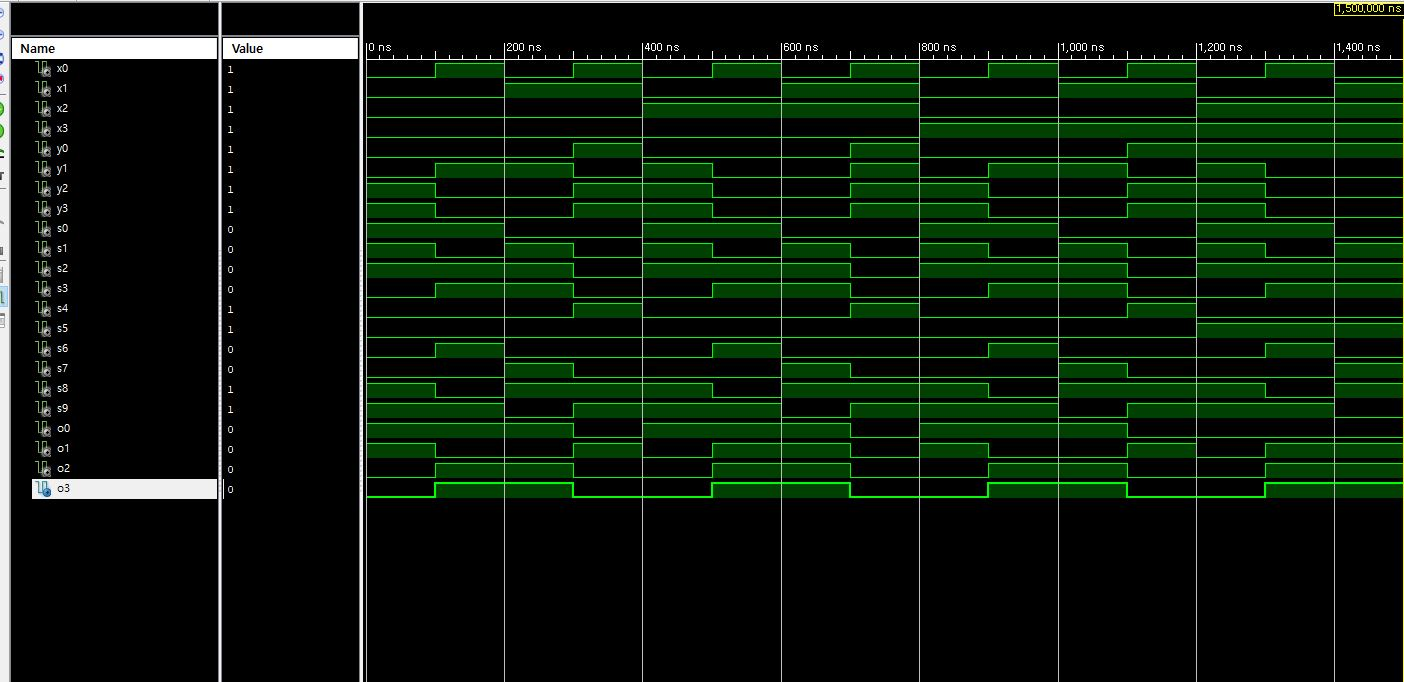 1,500,000 ns
Name Value
0 ns 200 ns 400 ns 600 ns 800 ns 1,000 ns 1,200 ns 1,400 ns
x0 1
x1 1
x2 1
x3 1
y0 1
y1 1
y2 1
y3 1
s0 0
s1 0
s2 0
s3 0
s4 1
s5 1
s6 0
s7 0
s8 1
s9 1
o0 0
o1 0
o2 0
o3 0